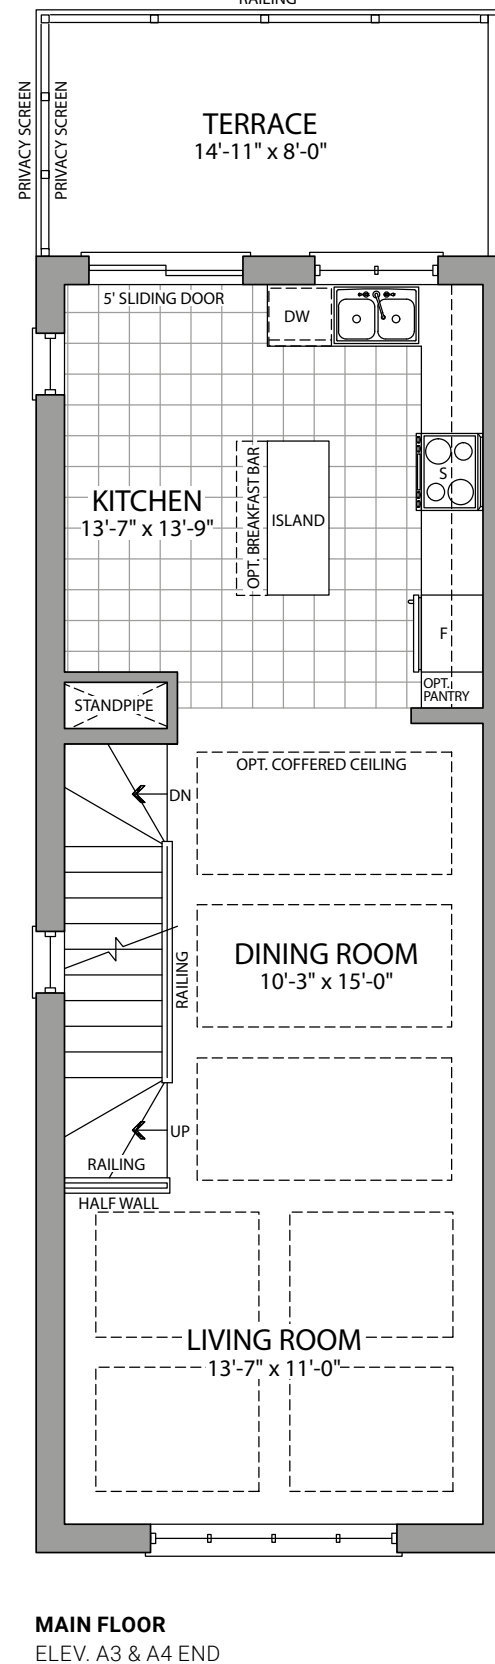 RAILING
PRIVACY SCREEN
PRIVACY SCREEN
TERRACE
14'-11" x 8'-0"
5' SLIDING DOOR
DW
KITCHEN
13'-7" x 13'-9"
OPT. BREAKFAST BAR
ISLAND
S
F
OPT.
PANTRY
STANDPIPE
OPT. COFFERED CEILING
DN
DINING ROOM
10'-3" x 15'-0"
RAILING
UP
RAILING
HALF WALL
LIVING ROOM
13'-7" x 11'-0"
MAIN FLOOR
ELEV. A3 & A4 END